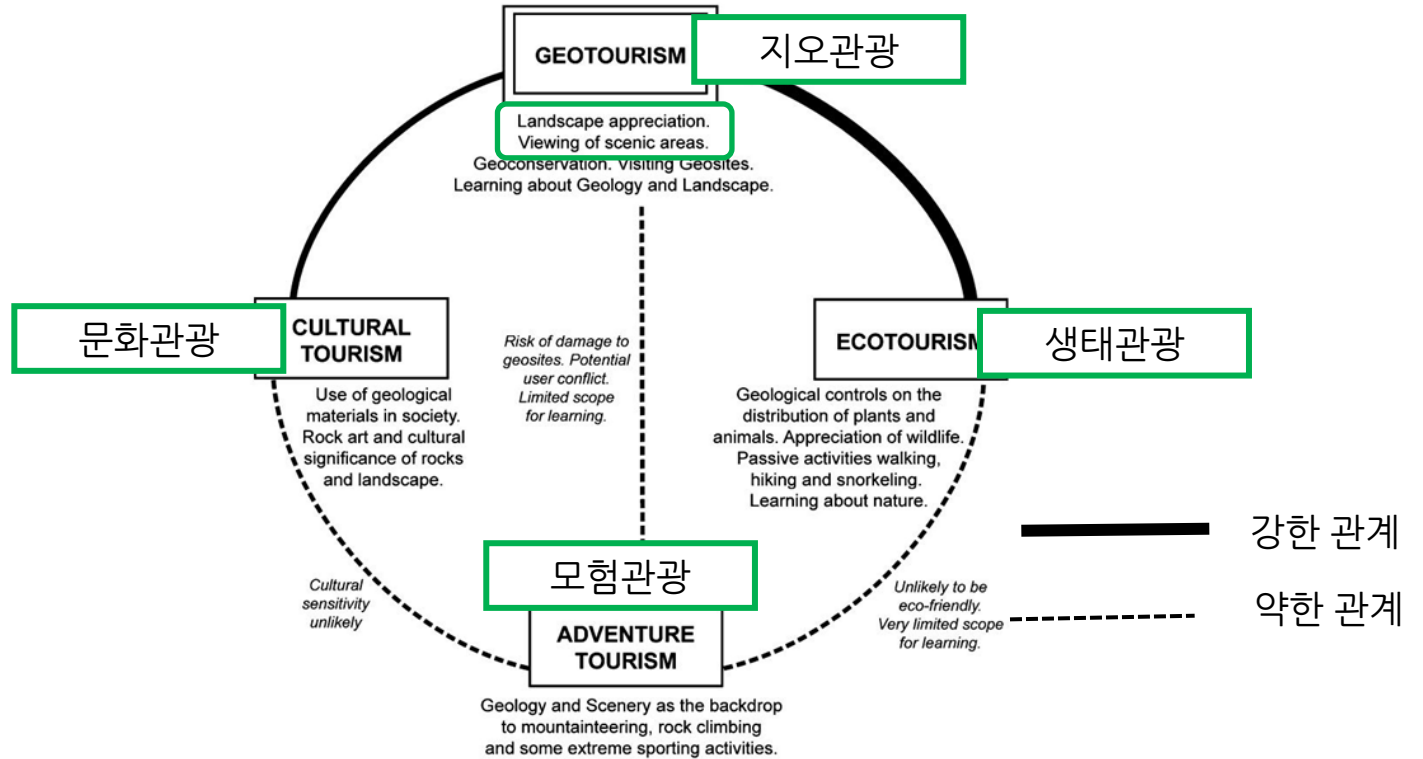 GEOTOURISM
지오관광
Landscape appreciation.
Viewing of scenic areas.
Geoconservation. Visiting Geosites.
Learning about Geology and Landscape.
문화관광
CULTURAL
TOURISM
Use of geological
materials in society.
Rock art and cultural
significance of rocks
and landscape.
Risk of damage to
geosites. Potential
user conflict.
Limited scope
for learning.
ECOTOURISM
생태관광
Geological controls on the
distribution of plants and
animals. Appreciation of wildlife.
Passive activities walking,
hiking and snorkeling.
Learning about nature.
강한 관계
약한 관계
Cultural
sensitivity
unlikely
모험관광
ADVENTURE
TOURISM
Geology and Scenery as the backdrop
to mountainteering, rock climbing
and some extreme sporting activities.
Unlikely to be
eco-friendly.
Very limited scope
for learning.